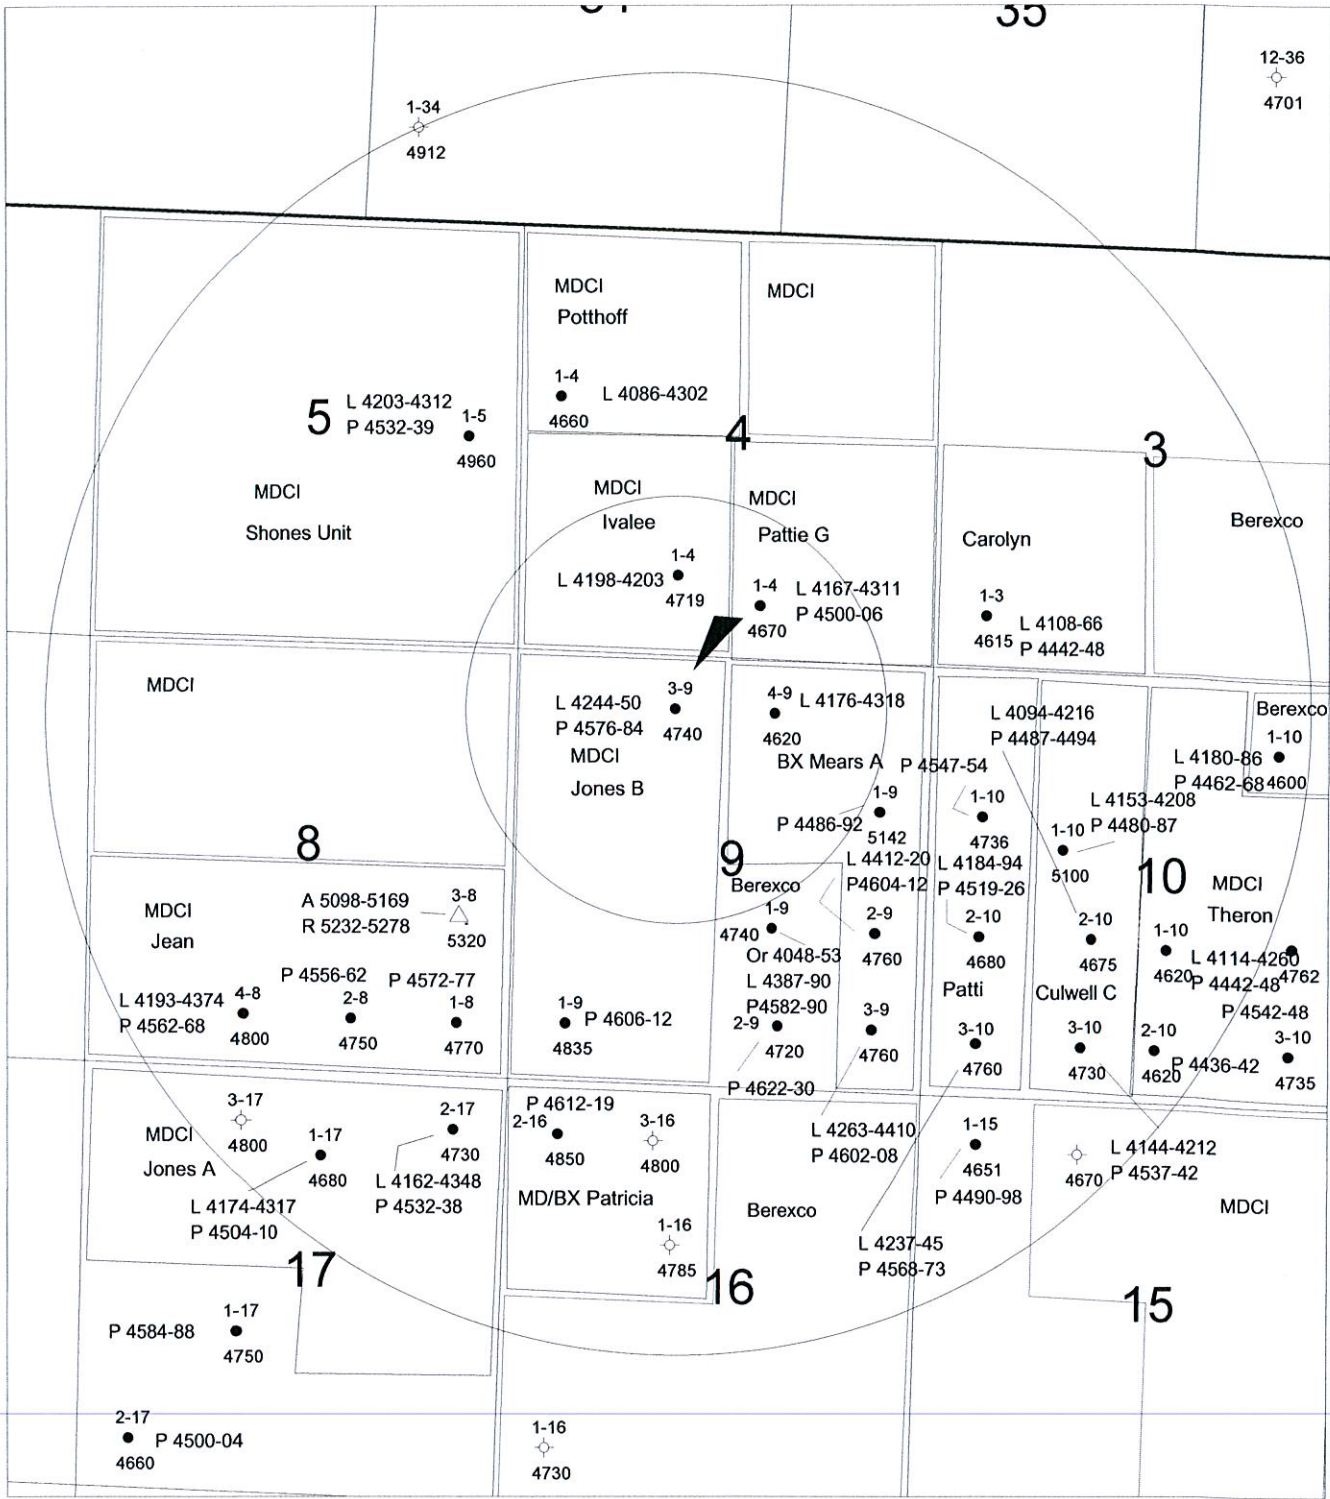 35
12-36
4701
1-34
4912
MDCI
Potthoff
MDCI
1-4
L 4086-4302
4660
5
L 4203-4312
P 4532-39
1-5
4960
4
3
MDCI
Shones Unit
MDCI
Ivalee
1-4
L 4198-4203
4719
MDCI
Pattie G
1-4
L 4167-4311
P 4500-06
4670
Carolyn
1-3
L 4108-66
4615
P 4442-48
Berexco
MDCI
3-9
L 4244-50
P 4576-84
4740
MDCI
Jones B
4-9
L 4176-4318
4620
BX Mears A
1-9
P 4486-92
5142
P 4547-54
1-10
4736
L 4094-4216
P 4487-4494
L 4153-4208
1-10
P 4480-87
5100
Berexco
1-10
L 4180-86
P 4462-68
4600
8
9
10
MDCI
Jean
A 5098-5169
R 5232-5278
3-8
5320
P 4556-62
P 4572-77
L 4193-4374
P 4562-68
4-8
4800
2-8
4750
1-8
4770
1-9
P 4606-12
4835
Berexco
1-9
4740
Or 4048-53
L 4387-90
P4582-90
2-9
4720
P 4622-30
L 4412-20
P4604-12
2-9
4760
3-9
4760
L 4184-94
P 4519-26
2-10
4680
Patti
3-10
4760
2-10
4675
Culwell C
3-10
4730
MDCI
Theron
1-10
4620
L 4114-4260
P 4442-48
4762
P 4542-48
2-10
4620
P 4436-42
3-10
4735
3-17
MDCI
4800
Jones A
1-17
4680
L 4174-4317
P 4504-10
2-17
4730
L 4162-4348
P 4532-38
P 4612-19
2-16
4850
3-16
4800
MD/BX Patricia
1-16
4785
Berexco
L 4263-4410
P 4602-08
1-15
4651
P 4490-98
4670
L 4144-4212
P 4537-42
MDCI
L 4237-45
P 4568-73
17
16
15
1-17
P 4584-88
4750
2-17
P 4500-04
4660
1-16
4730